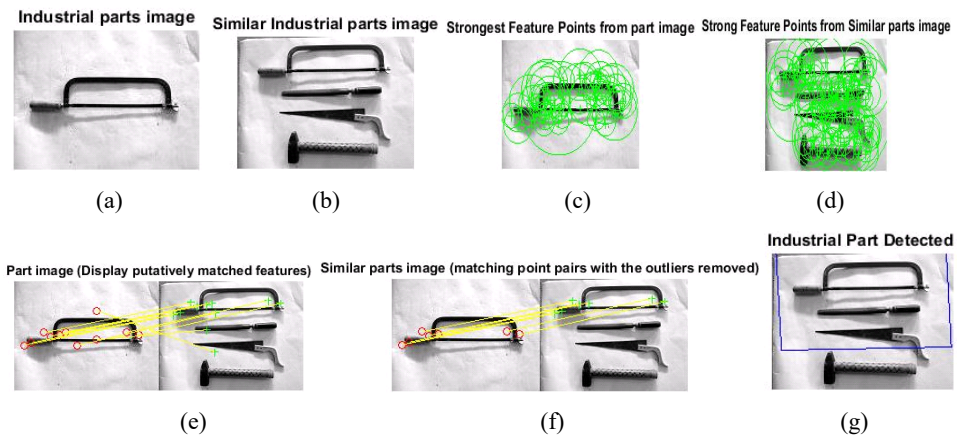 Industrial parts image
Similar Industrial parts image
Strongest Feature Points from part image
Strong Feature Points from Similar parts image
(a)
(b)
(c)
(d)
Part image (Display putatively matched features)
Similar parts image (matching point pairs with the outliers removed)
Industrial Part Detected
(e)
(f)
(g)